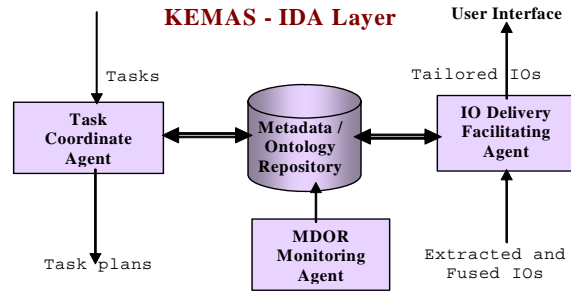 KEMAS - IDA Layer
User Interface
Tasks
Tailored IOs
Task
Coordinate
Agent
Metadata /
Ontology
Repository
IO Delivery
Facilitating
Agent
MDOR
Monitoring
Agent
Task plans
Extracted and
Fused IOs